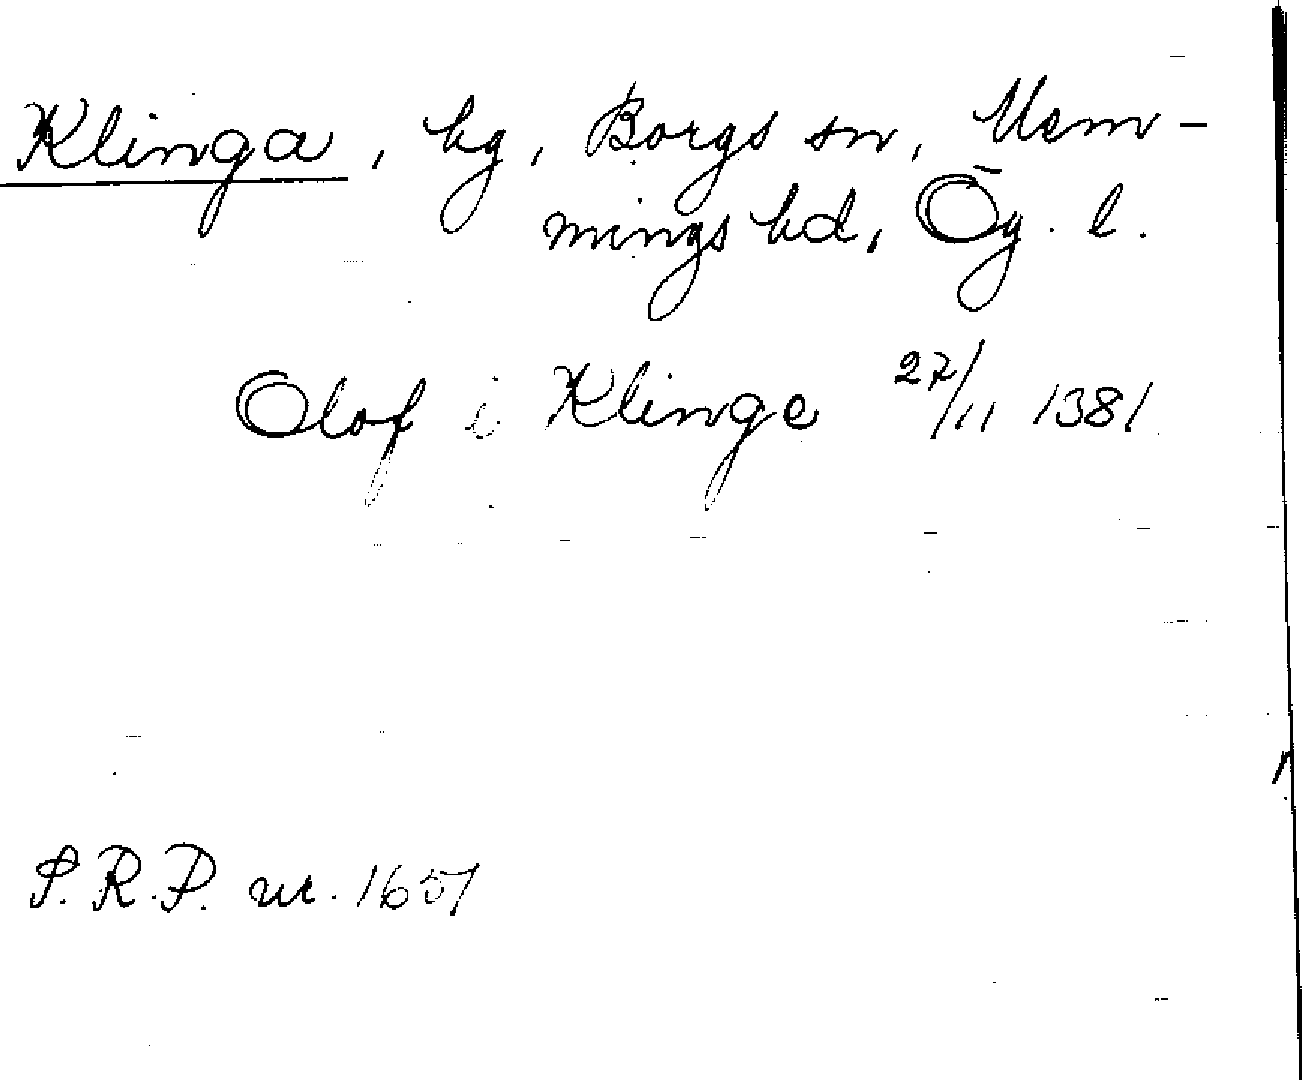 Klinga, by, Borgs sn, Mem-
mings hd, Ög. l.
Olof i Klinge 27/11 1381
S.R.P. nr. 1657